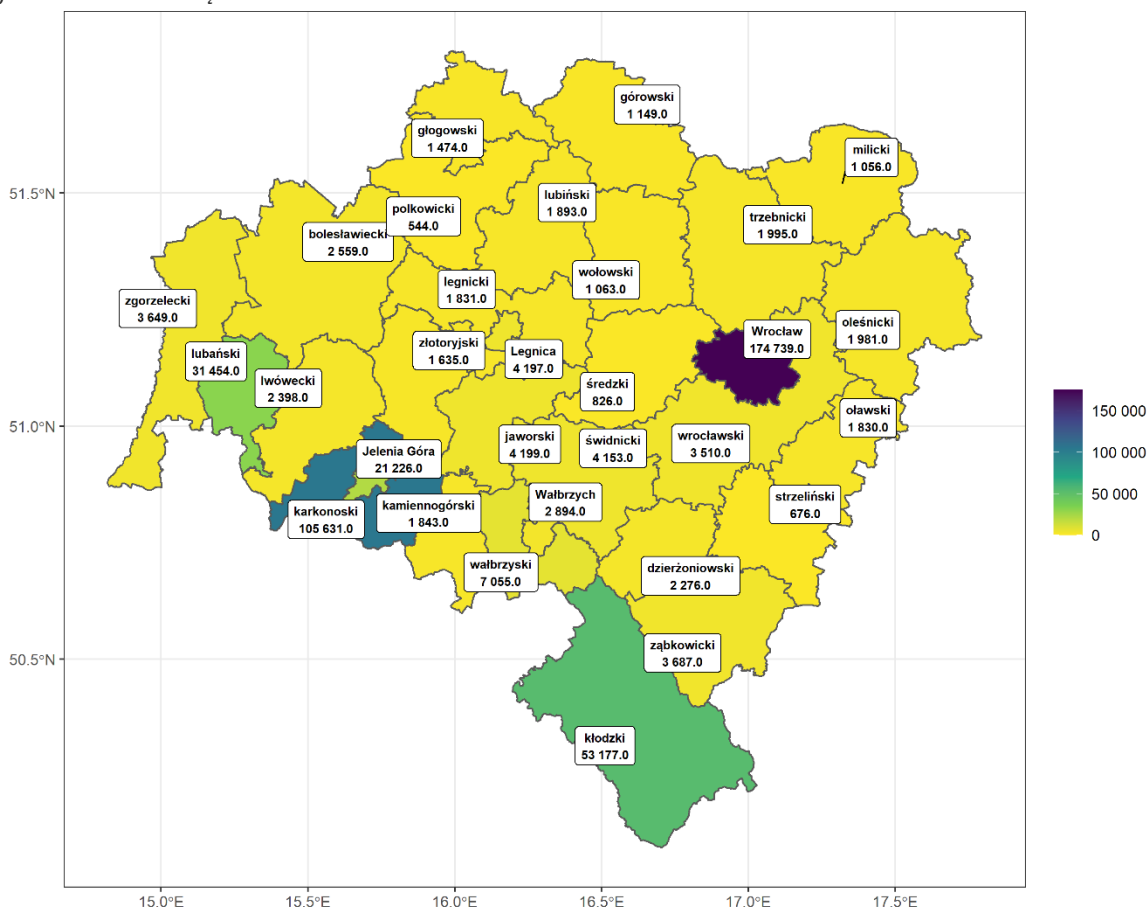 górowski
1 149.0
głogowski
1 474.0
milicki
1 056.0
51.5°N
lubiński
1 893.0
polkowicki
544.0
trzebnicki
1 995.0
bolesławiecki
2 559.0
wołowski
1 063.0
legnicki
1 831.0
zgorzelecki
3 649.0
oleśnicki
1 981.0
Wrocław
174 739.0
złotoryjski
1 635.0
Legnica
4 197.0
lubański
31 454.0
lwówecki
2 398.0
średzki
826.0
oławski
1 830.0
51.0°N
jaworski
4 199.0
świdnicki
4 153.0
wrocławski
3 510.0
Jelenia Góra
21 226.0
Wałbrzych
2 894.0
strzeliński
676.0
karkonoski
105 631.0
kamiennogórski
1 843.0
wałbrzyski
7 055.0
dzierżoniowski
2 276.0
50.5°N
ząbkowicki
3 687.0
kłodzki
53 177.0
150 000
100 000
50 000
0
15.0°E
15.5°E
16.0°E
16.5°E
17.0°E
17.5°E